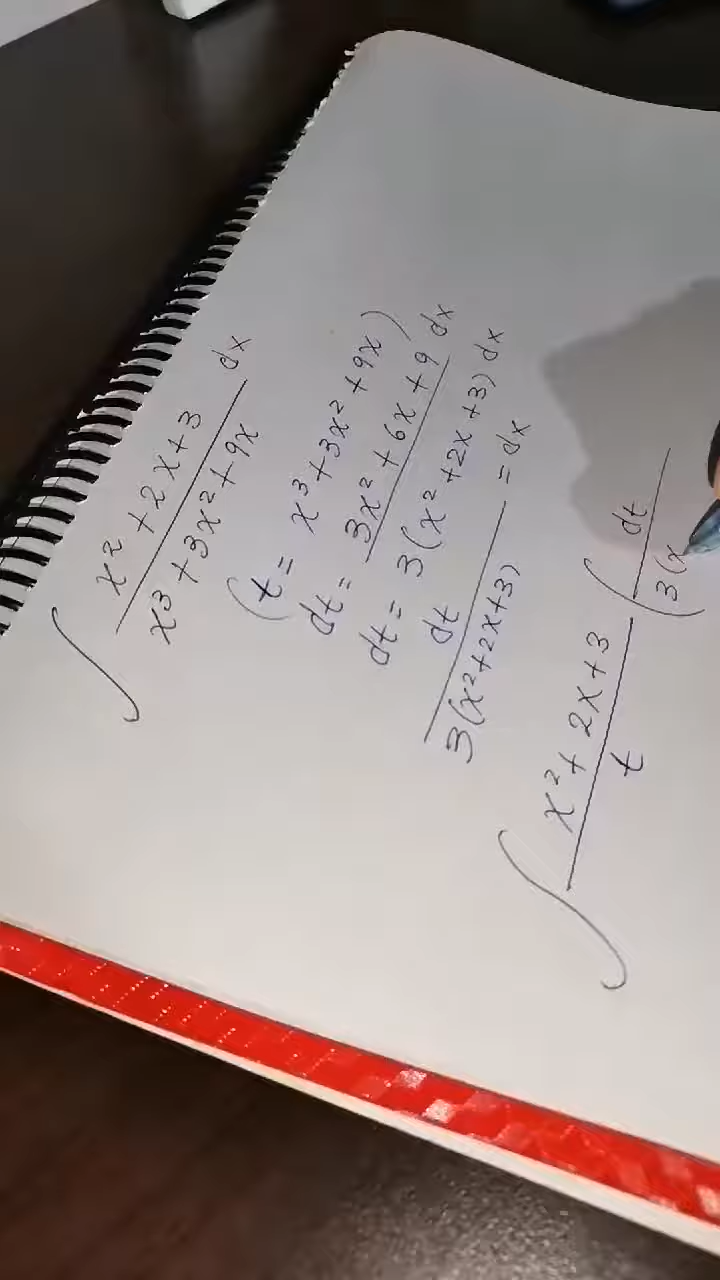 ∫ x² + 2x + 3 / x³ + 3x² + 9x dx
(t = x³ + 3x² + 9x)
dt = 3x² + 6x + 9 dx
dt = 3(x² + 2x + 3) dx
dt / 3(x² + 2x + 3) = dx
∫ x² + 2x + 3 / t ( dt / 3(x